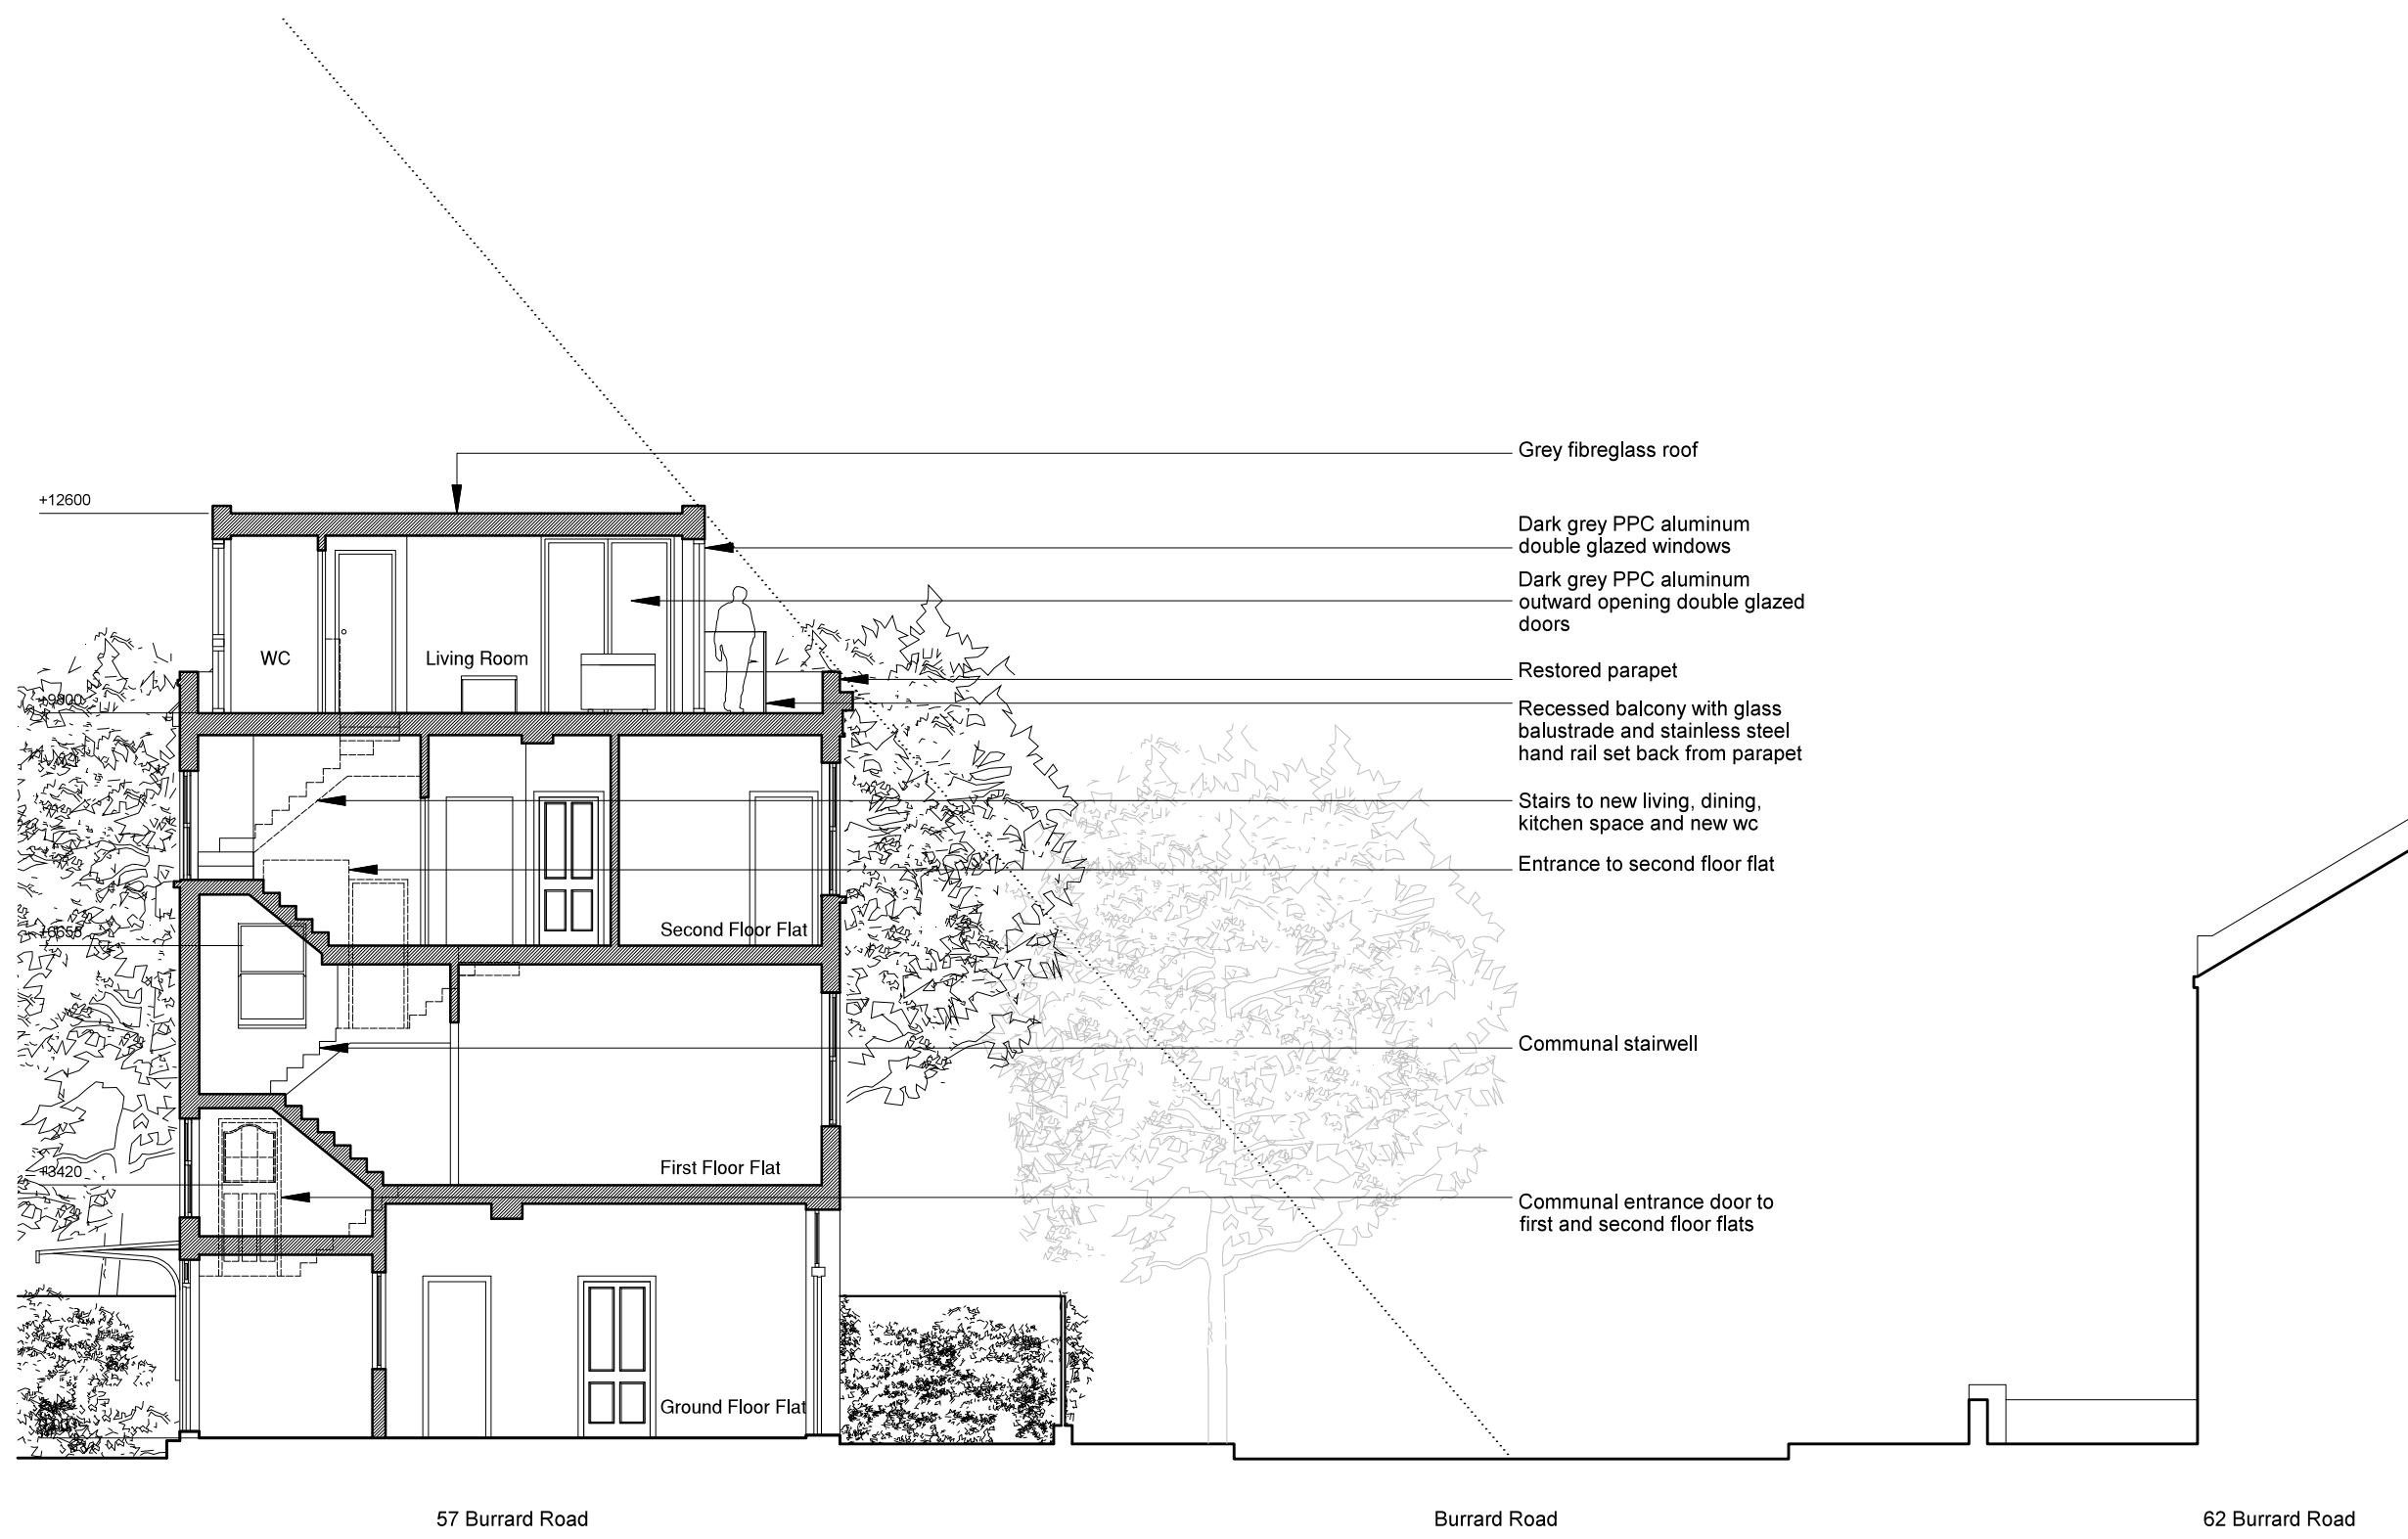 Grey fibreglass roof
+12600
Dark grey PPC aluminum
double glazed windows
Dark grey PPC aluminum
outward opening double glazed
doors
WC
Living Room
Restored parapet
+9800
Recessed balcony with glass
balustrade and stainless steel
hand rail set back from parapet
Stairs to new living, dining,
kitchen space and new wc
Entrance to second floor flat
Second Floor Flat
Communal stairwell
First Floor Flat
+3420
Communal entrance door to
first and second floor flats
Ground Floor Flat
57 Burrard Road
Burrard Road
62 Burrard Road